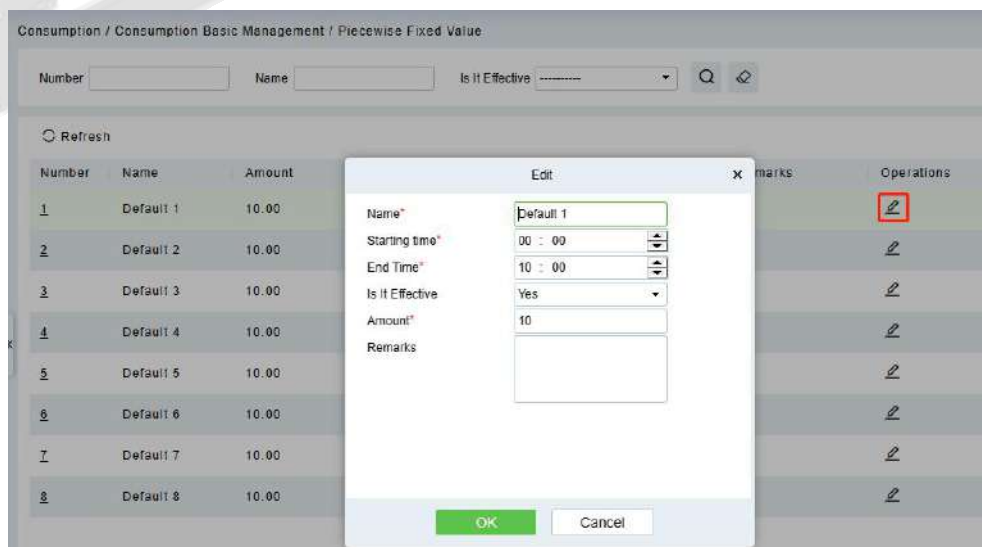 Consumption / Consumption Basic Management / Piecewise Fixed Value
Number Name Is It Effective ----------
Refresh
Number Name Amount marks Operations
1 Default 1 10.00
2 Default 2 10.00
3 Default 3 10.00
4 Default 4 10.00
5 Default 5 10.00
6 Default 6 10.00
7 Default 7 10.00
8 Default 8 10.00
Edit x
Name* Default 1
Starting time* 00 : 00
End Time* 10 : 00
Is It Effective Yes
Amount* 10
Remarks
OK Cancel